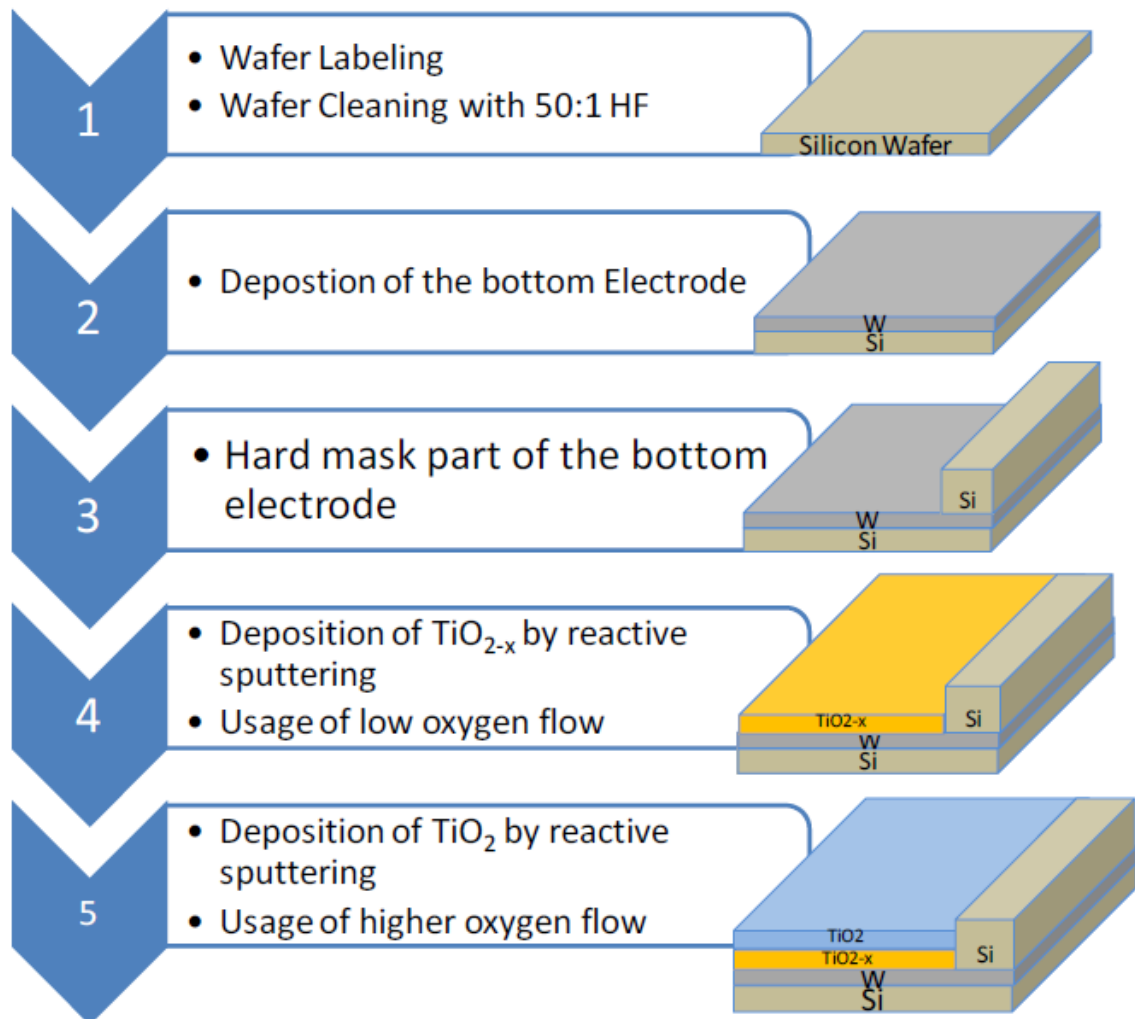 1
• Wafer Labeling
• Wafer Cleaning with 50:1 HF
Silicon Wafer
2
• Depostion of the bottom Electrode
W
Si
3
• Hard mask part of the bottom
electrode
Si
W
Si
4
• Deposition of TiO₂₋ₓ by reactive
sputtering
• Usage of low oxygen flow
TiO2-x
Si
W
Si
5
• Deposition of TiO₂ by reactive
sputtering
• Usage of higher oxygen flow
TiO2
TiO2-x
Si
W
Si